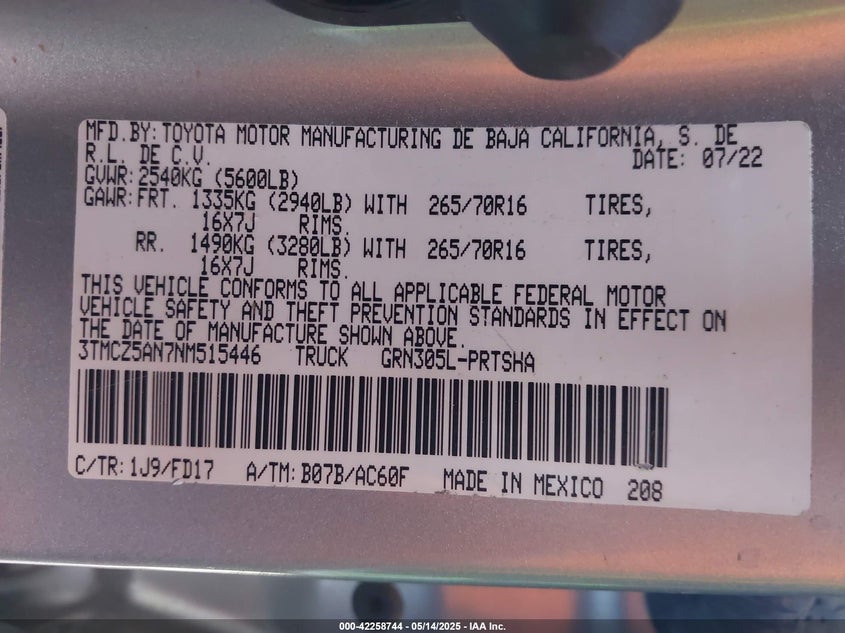 MFD.BY: TOYOTA MOTOR MANUFACTURING DE BAJA CALIFORNIA, S. DE
R.L. DE C.V. DATE: 07/22
GVWR: 2540KG (5600LB)
GAWR: FRT. 1335KG (2940LB) WITH 265/70R16 TIRES,
16X7J RIMS.
RR. 1490KG (3280LB) WITH 265/70R16 TIRES,
16X7J RIMS.
THIS VEHICLE CONFORMS TO ALL APPLICABLE FEDERAL MOTOR
VEHICLE SAFETY AND THEFT PREVENTION STANDARDS IN EFFECT ON
THE DATE OF MANUFACTURE SHOWN ABOVE.
3TMCZ5AN7NM515446 TRUCK GRN305L-PRTSHA
C/TR: 1J9/FD17 A/TM: B07B/AC60F MADE IN MEXICO 208
000-42258744 - 05/14/2025 - IAA Inc.